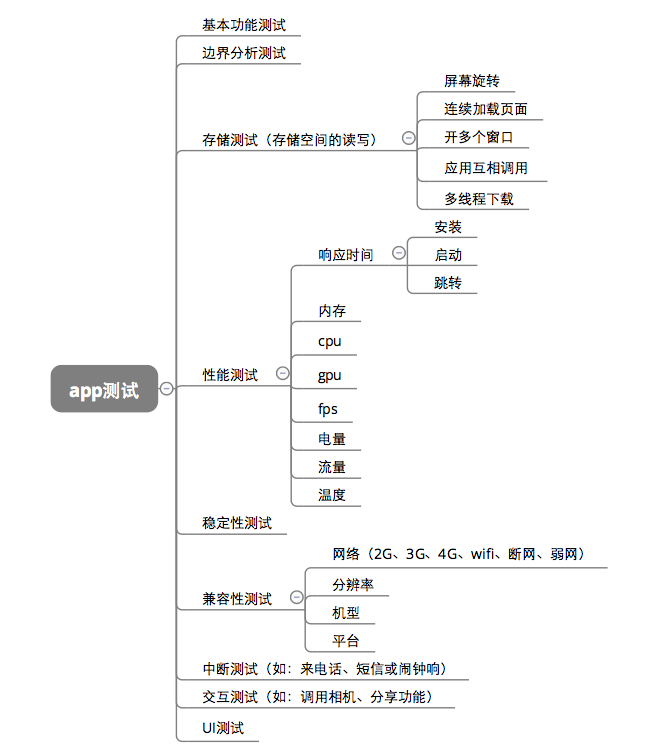 基本功能测试
边界分析测试
屏幕旋转
连续加载页面
存储测试（存储空间的读写）
开多个窗口
应用互相调用
多线程下载
安装
响应时间
启动
跳转
内存
cpu
app测试
性能测试
gpu
fps
电量
流量
温度
稳定性测试
网络（2G、3G、4G、wifi、断网、弱网）
分辨率
兼容性测试
机型
平台
中断测试（如：来电话、短信或闹钟响）
交互测试（如：调用相机、分享功能）
UI测试